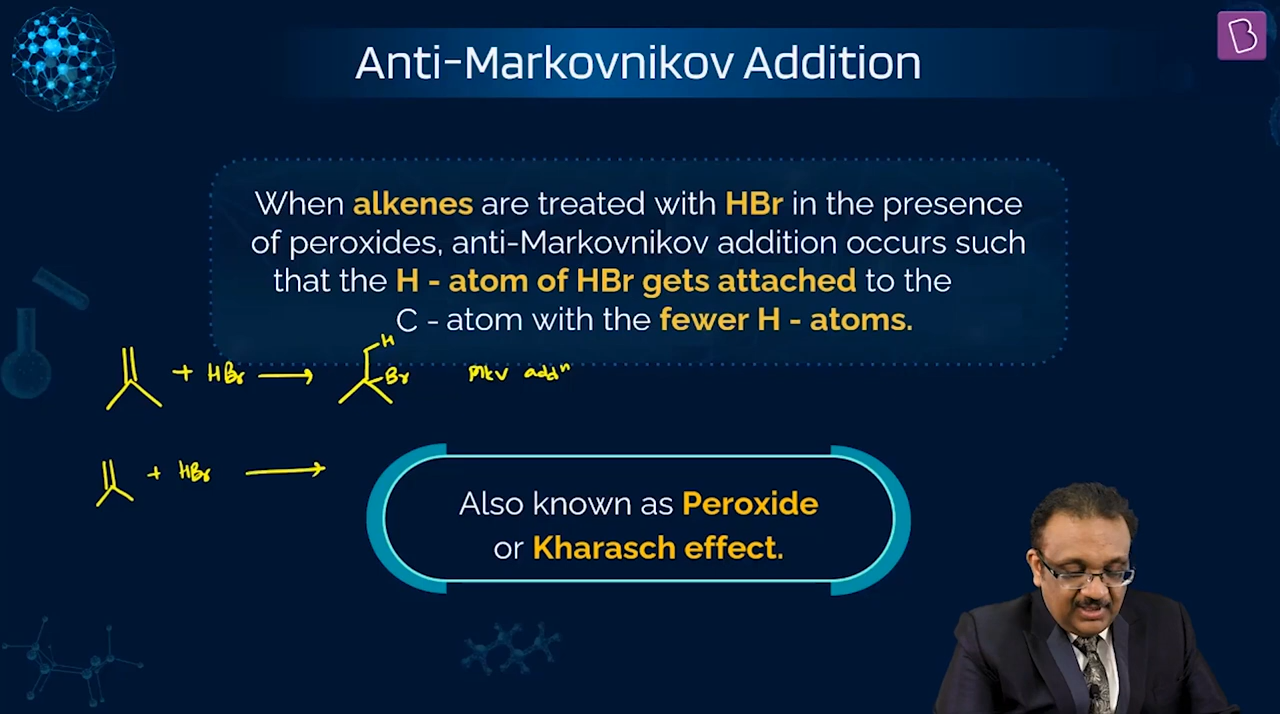 Anti-Markovnikov Addition
B
When alkenes are treated with HBr in the presence
of peroxides, anti-Markovnikov addition occurs such
that the H - atom of HBr gets attached to the
C - atom with the fewer H - atoms.
+ HBr ⟶ H Br Mkv addⁿ
+ HBr ⟶
Also known as Peroxide
or Kharasch effect.